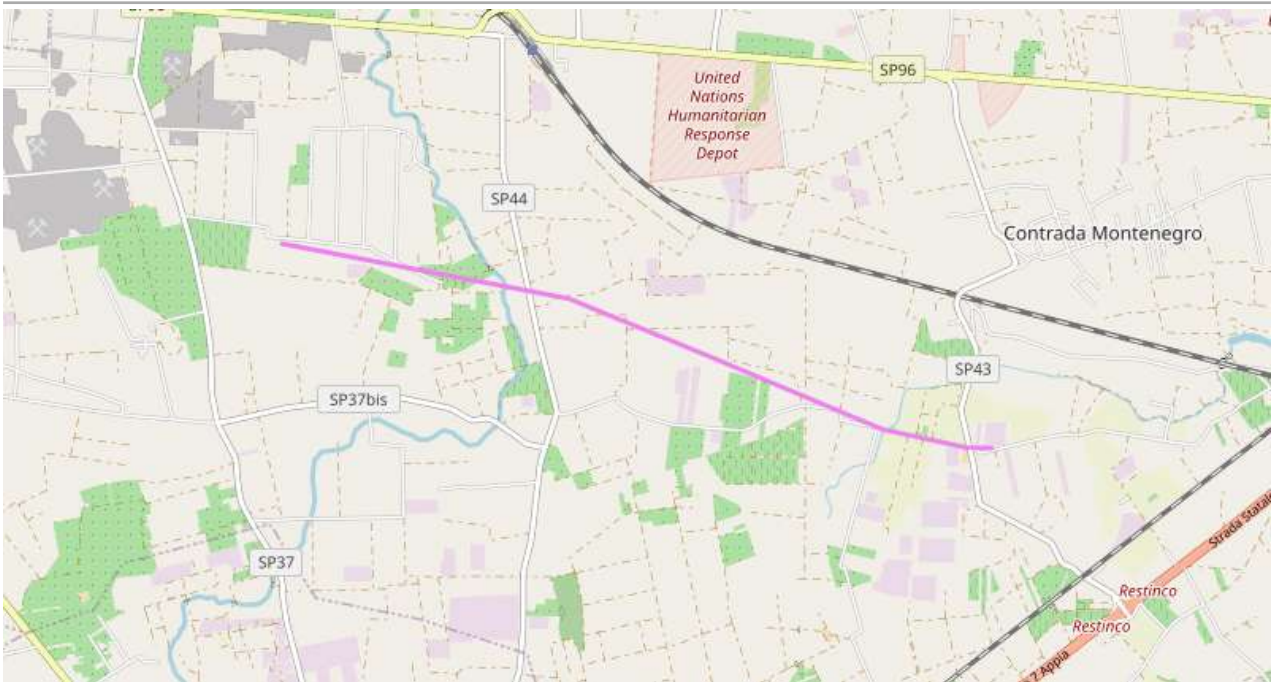 SP96
United
Nations
Humanitarian
Response
Depot
SP44
Contrada Montenegro
SP43
SP37bis
SP37
Strada Statale
7 Appia
Restinco
Restinco